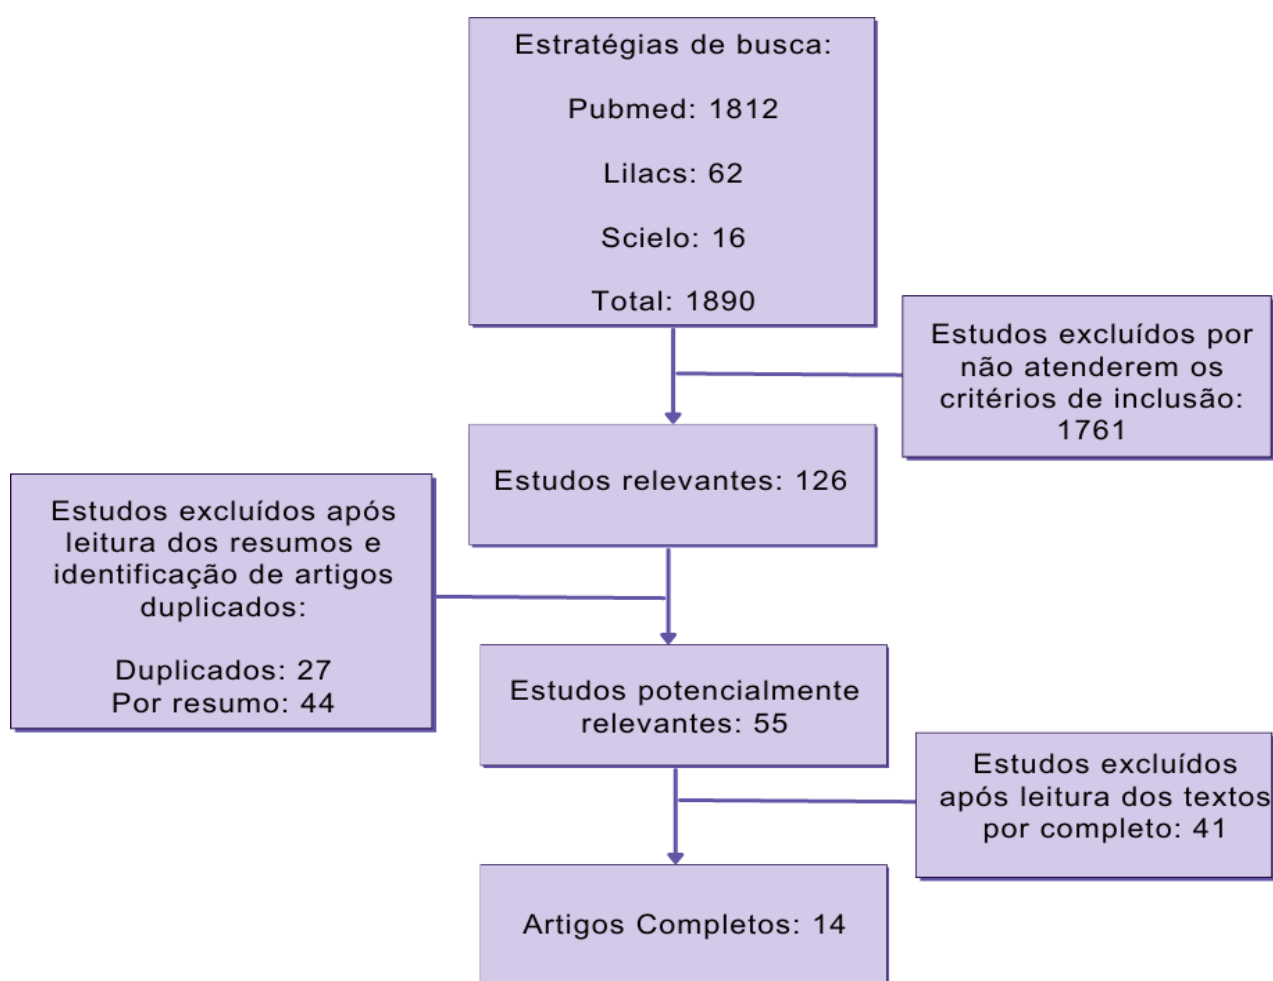 Estratégias de busca:
Pubmed: 1812
Lilacs: 62
Scielo: 16
Total: 1890
Estudos excluídos por
não atenderem os
critérios de inclusão:
1761
Estudos relevantes: 126
Estudos excluídos após
leitura dos resumos e
identificação de artigos
duplicados:
Duplicados: 27
Por resumo: 44
Estudos potencialmente
relevantes: 55
Estudos excluídos
após leitura dos textos
por completo: 41
Artigos Completos: 14